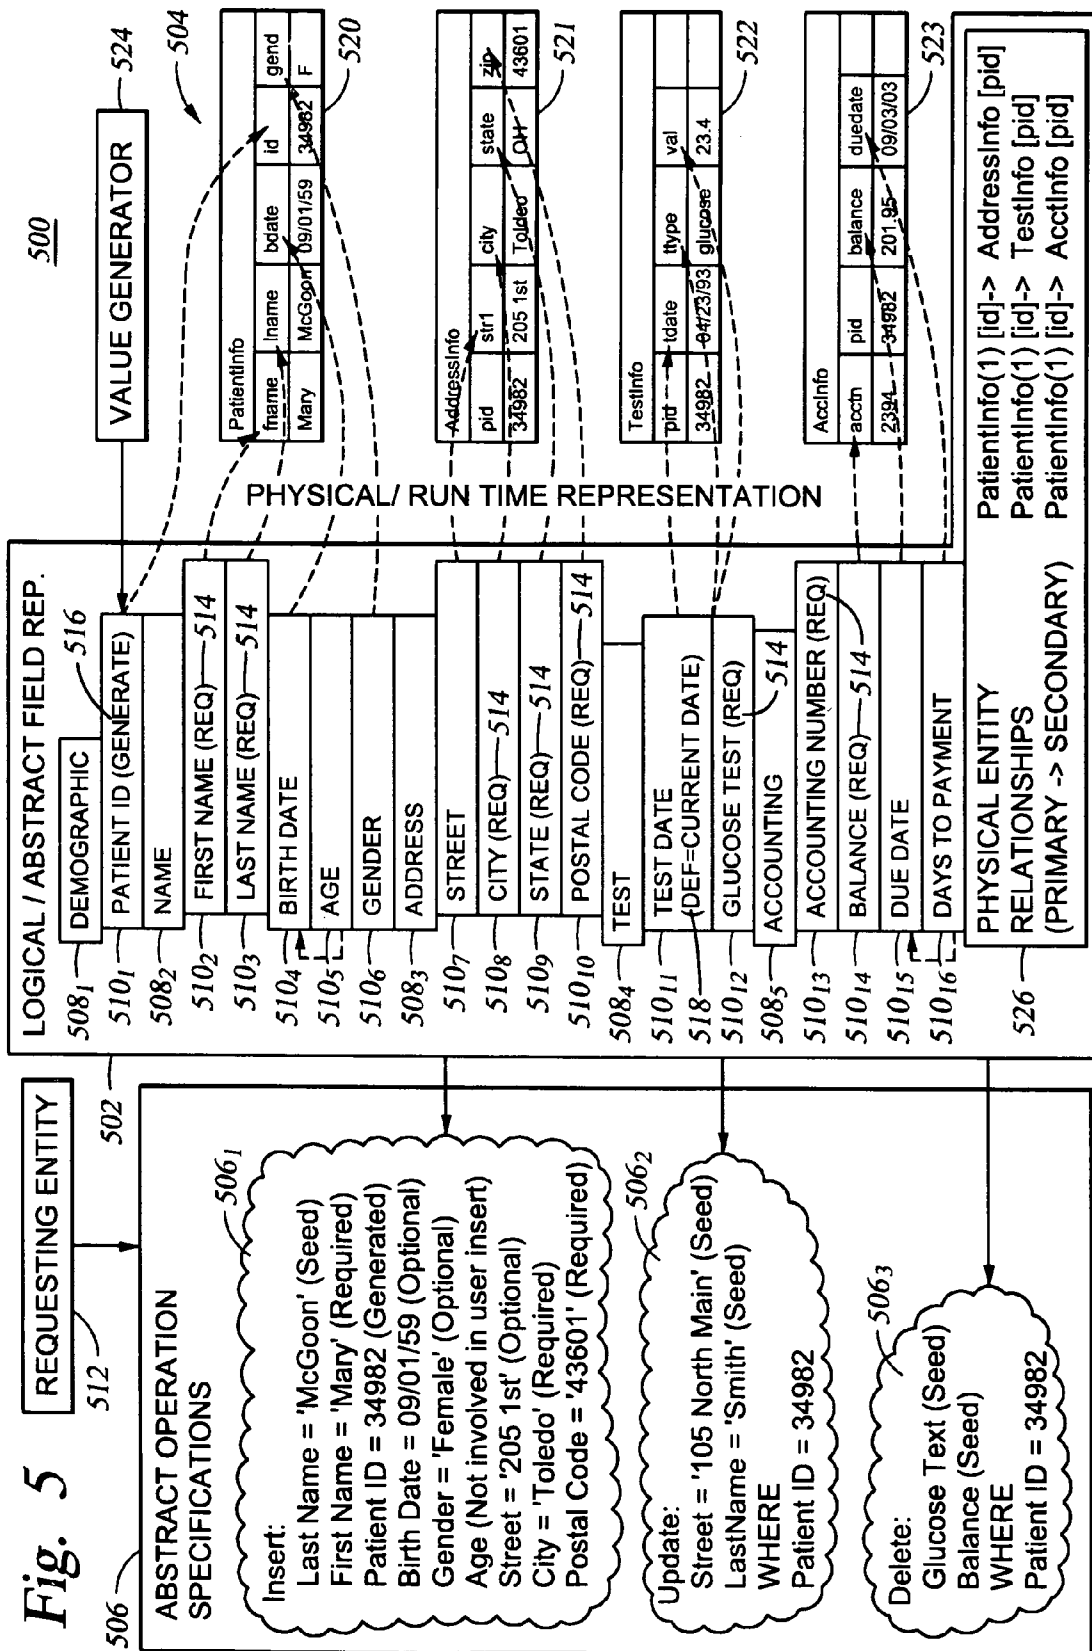 Fig. 5
500
REQUESTING ENTITY
512
506
ABSTRACT OPERATION
SPECIFICATIONS
506₁
Insert:
Last Name = 'McGoon' (Seed)
First Name = 'Mary' (Required)
Patient ID = 34982 (Generated)
Birth Date = 09/01/59 (Optional)
Gender = 'Female' (Optional)
Age (Not involved in user insert)
Street = '205 1st' (Optional)
City = 'Toledo' (Required)
Postal Code = '43601' (Required)
506₂
Update:
Street = '105 North Main' (Seed)
LastName = 'Smith' (Seed)
WHERE
Patient ID = 34982
506₃
Delete:
Glucose Text (Seed)
Balance (Seed)
WHERE
Patient ID = 34982
502
LOGICAL / ABSTRACT FIELD REP.
508₁
DEMOGRAPHIC
516
510₁
PATIENT ID (GENERATE)
508₂
NAME
510₂
FIRST NAME (REQ)
514
510₃
LAST NAME (REQ)
514
510₄
BIRTH DATE
510₅
AGE
510₆
GENDER
508₃
ADDRESS
510₇
STREET
510₈
CITY (REQ)
514
510₉
STATE (REQ)
514
510₁₀
POSTAL CODE (REQ)
514
508₄
TEST
510₁₁
TEST DATE
518
(DEF=CURRENT DATE)
510₁₂
GLUCOSE TEST (REQ)
514
508₅
ACCOUNTING
510₁₃
ACCOUNTING NUMBER (REQ)
510₁₄
BALANCE (REQ)
514
510₁₅
DUE DATE
510₁₆
DAYS TO PAYMENT
526
PHYSICAL ENTITY
RELATIONSHIPS
(PRIMARY -> SECONDARY)
PatientInfo(1) [id]-> AddressInfo [pid]
PatientInfo(1) [id]-> TestInfo [pid]
PatientInfo(1) [id]-> AcctInfo [pid]
VALUE GENERATOR
524
504
PHYSICAL/ RUN TIME REPRESENTATION
PatientInfo
fname lname bdate id gend
Mary McGoon 09/01/59 34982 F
520
AddressInfo
pid str1 city state zip
34982 205 1st Toldeo OH 43601
521
TestInfo
pid tdate ttype val
34982 04/23/93 glucose 23.4
522
AccInfo
acctn pid balance duedate
2394 34982 201.95 09/03/03
523